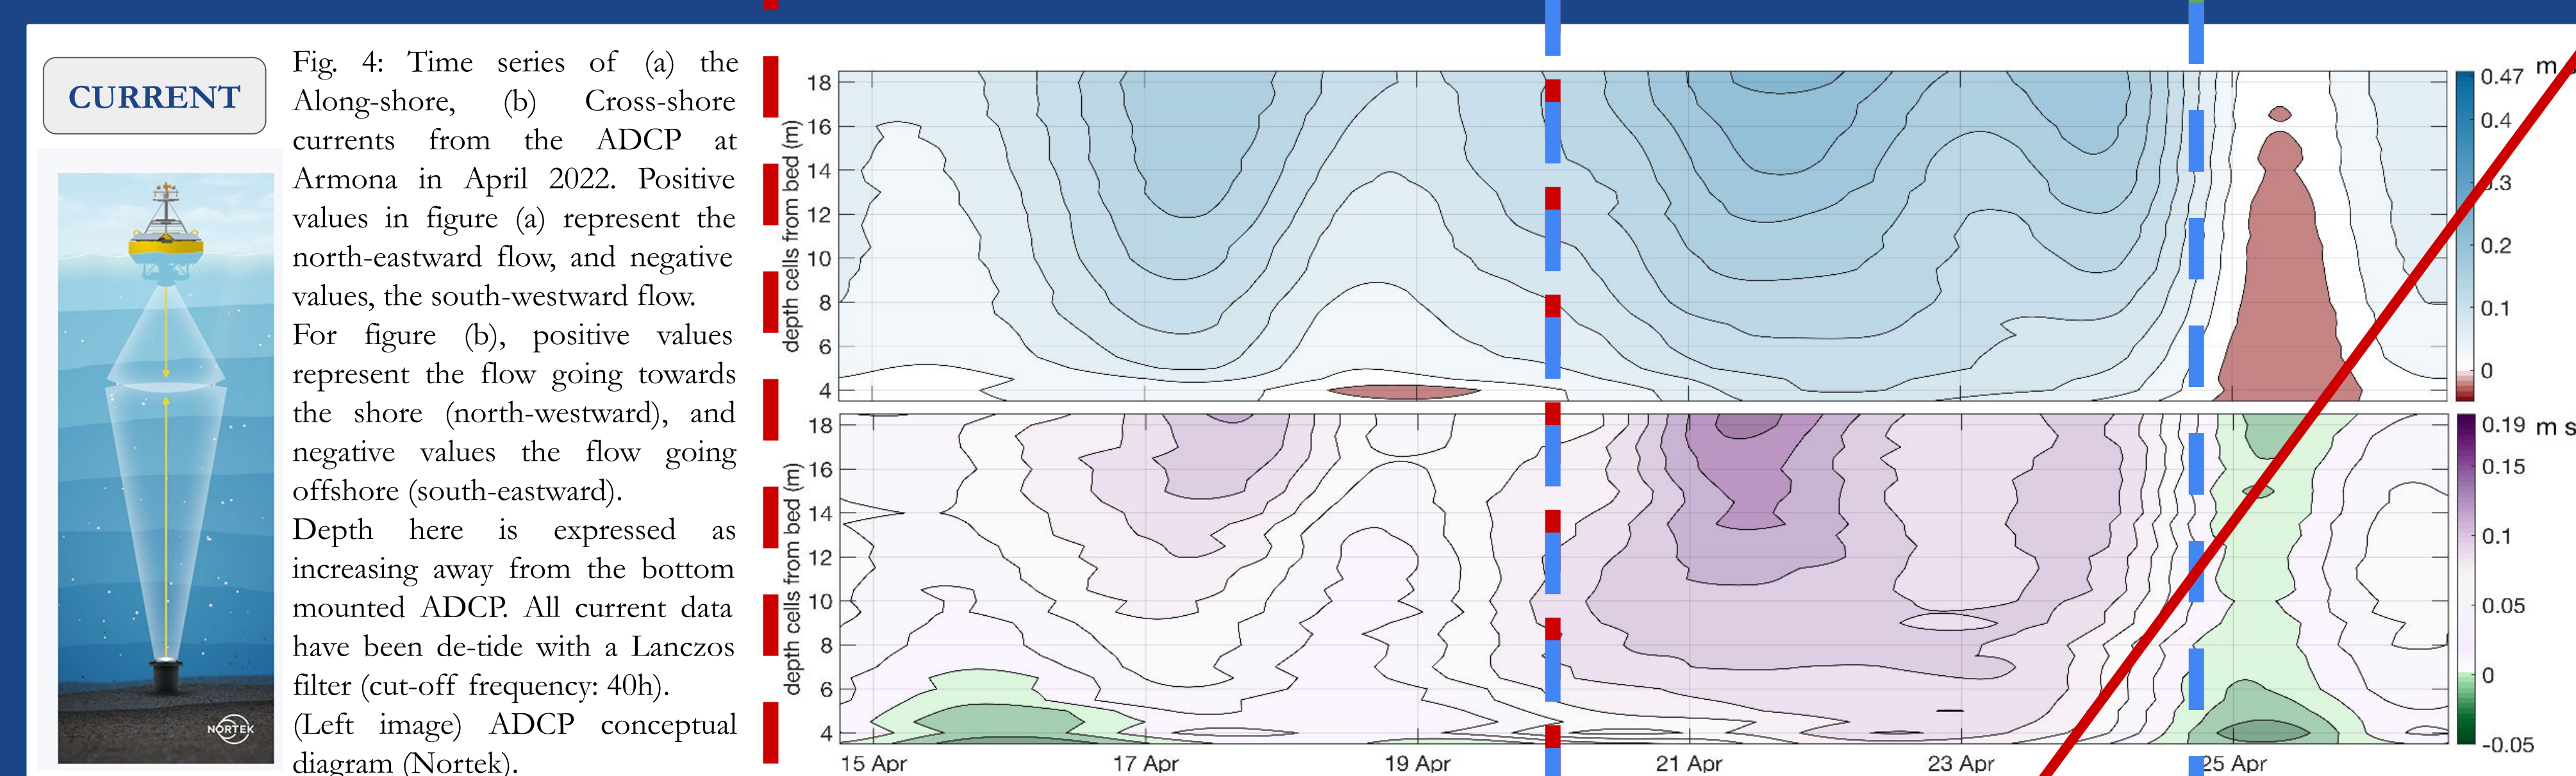 CURRENT
Fig. 4: Time series of (a) the
Along-shore, (b) Cross-shore
currents from the ADCP at
Armona in April 2022. Positive
values in figure (a) represent the
north-eastward flow, and negative
values, the south-westward flow.
For figure (b), positive values
represent the flow going towards
the shore (north-westward), and
negative values the flow going
offshore (south-eastward).
Depth here is expressed as
increasing away from the bottom
mounted ADCP. All current data
have been de-tide with a Lanczos
filter (cut-off frequency: 40h).
(Left image) ADCP conceptual
diagram (Nortek).
NORTEK
depth cells from bed (m)
18
16
14
12
10
8
6
4
0.47 m
0.4
0.2
0.1
0
depth cells from bed (m)
18
16
14
12
10
8
6
4
0.19 m s
0.15
0.1
0.05
0
-0.05
15 Apr 17 Apr 19 Apr 21 Apr 23 Apr 25 Apr